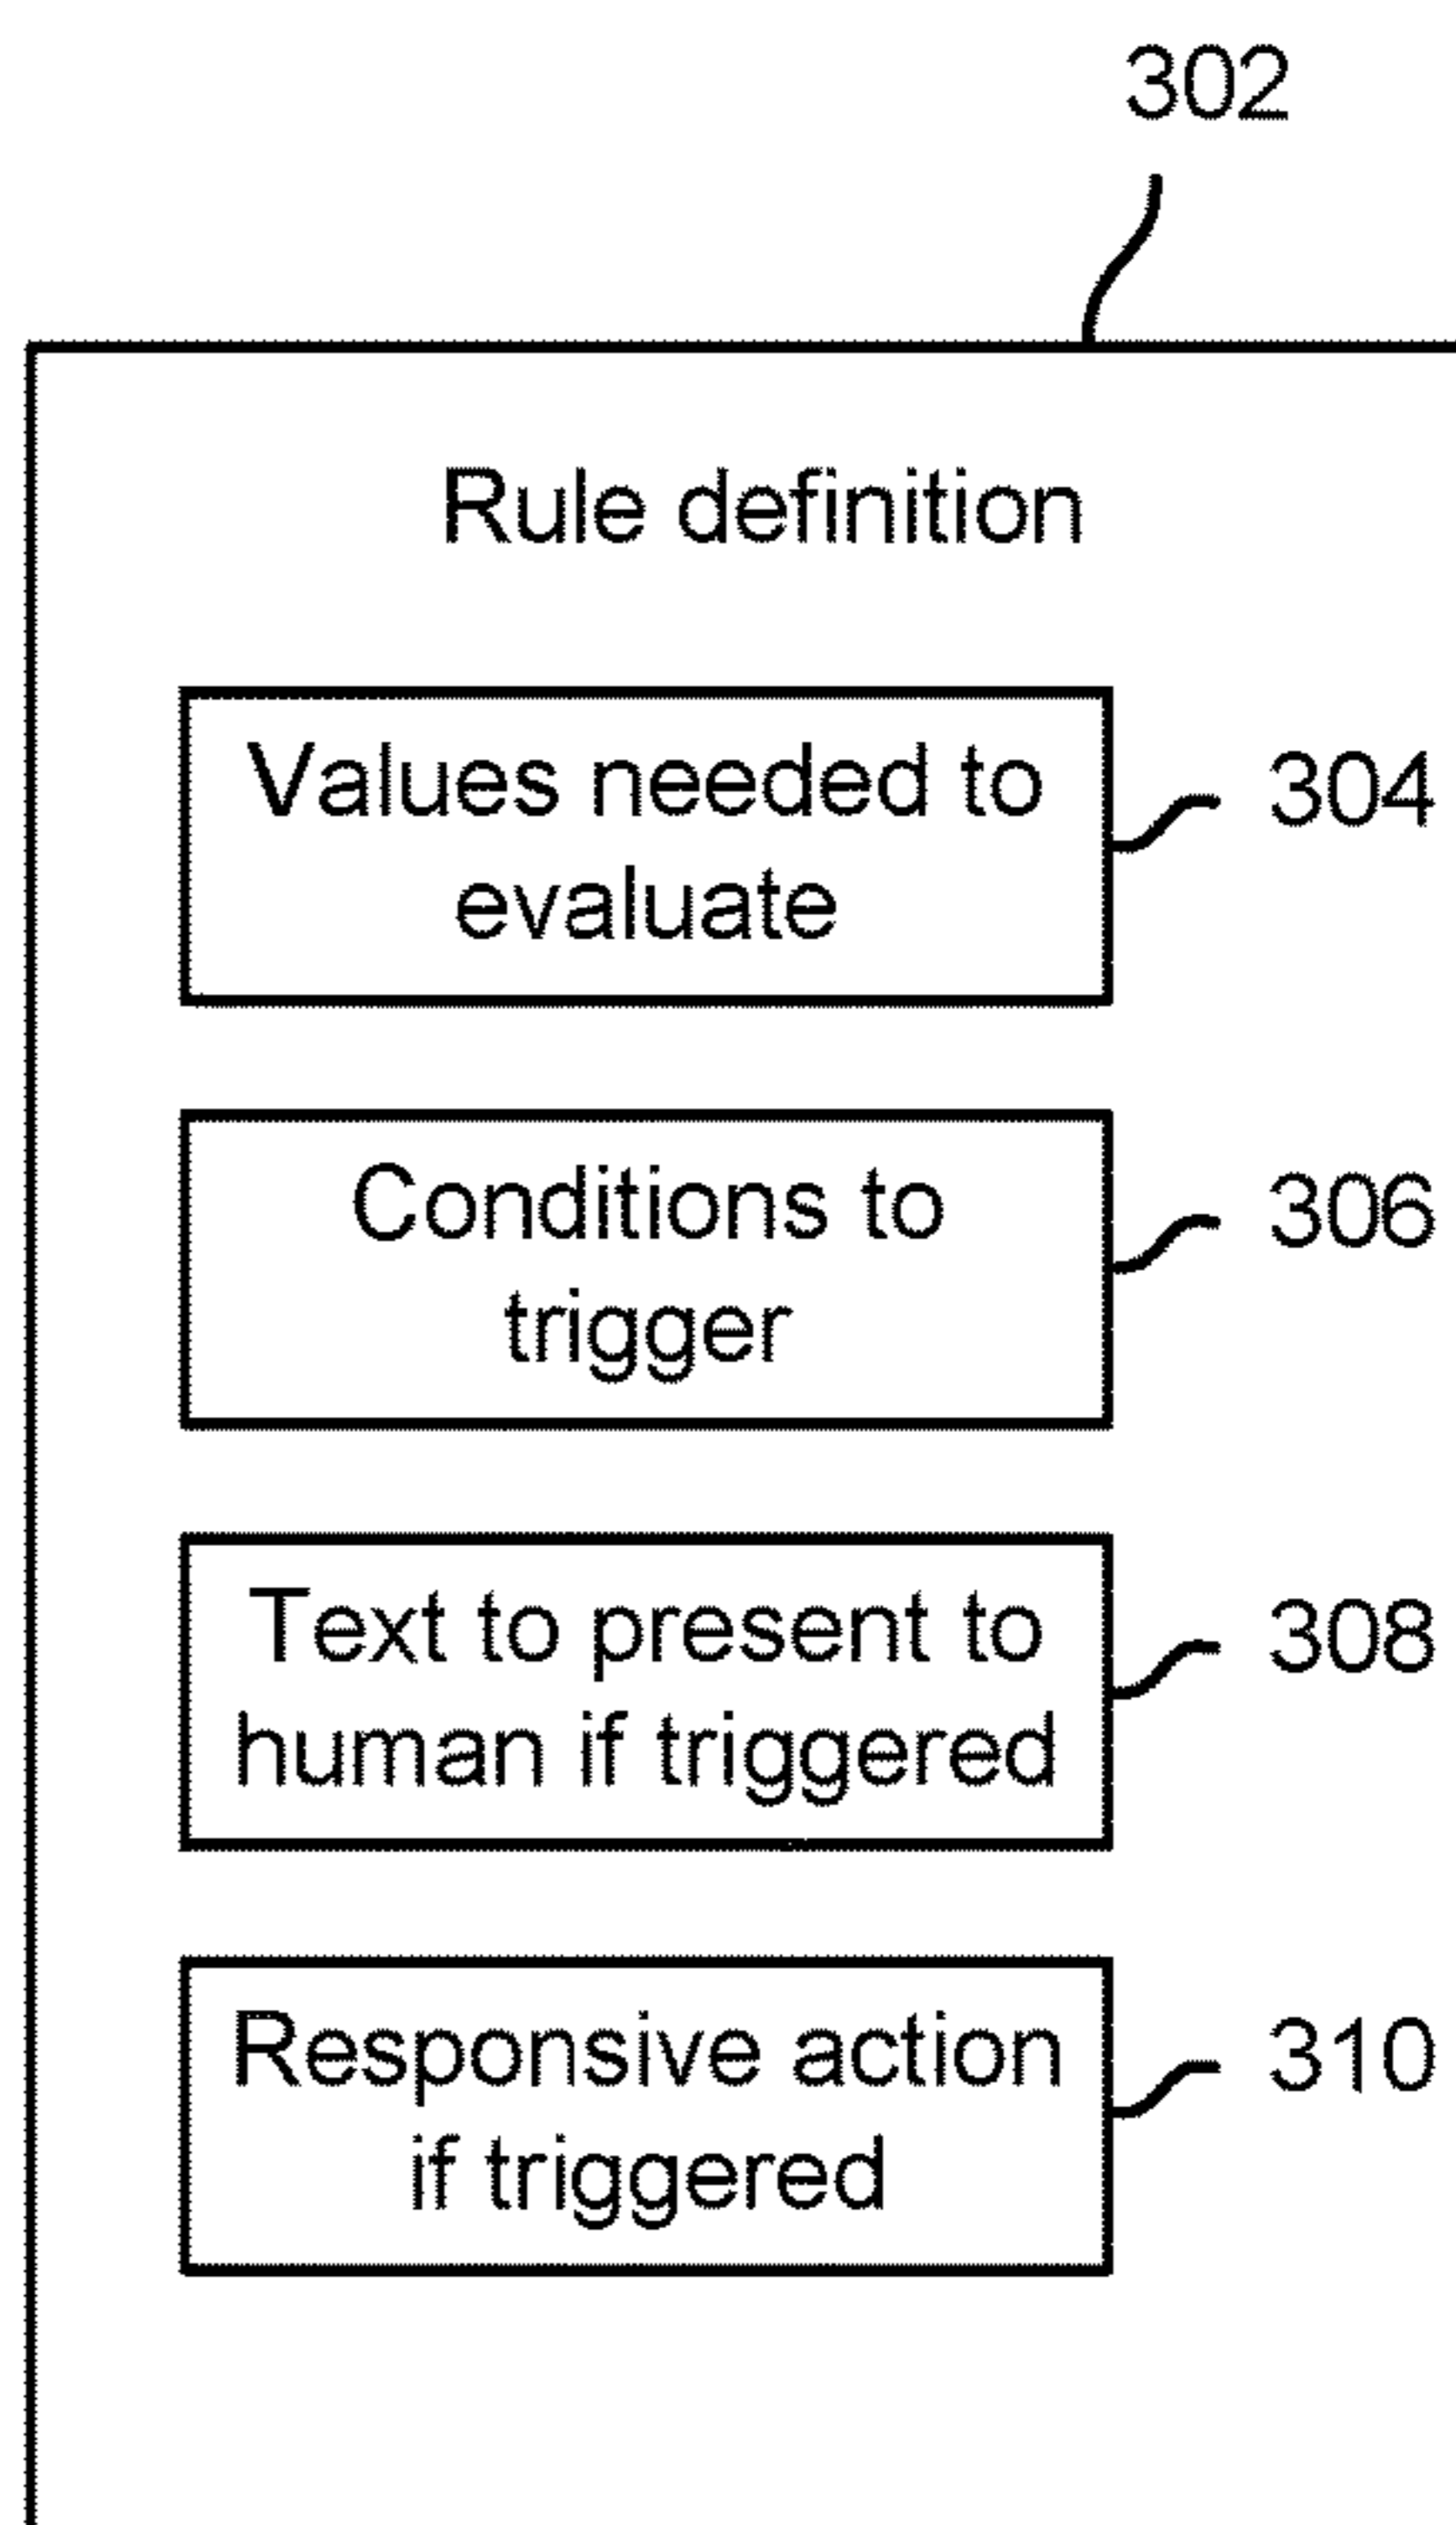 302
Rule definition
Values needed to
evaluate
304
Conditions to
trigger
306
Text to present to
human if triggered
308
Responsive action
if triggered
310